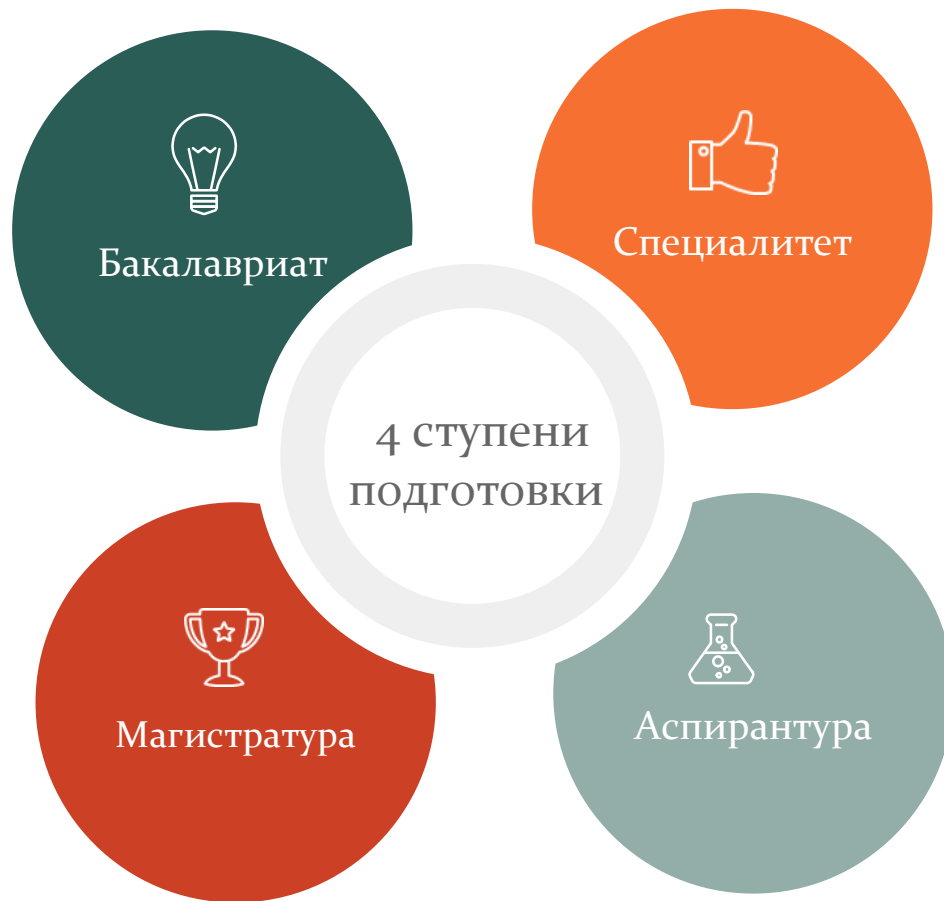 Бакалавриат
Специалитет
4 ступени
подготовки
Магистратура
Аспирантура